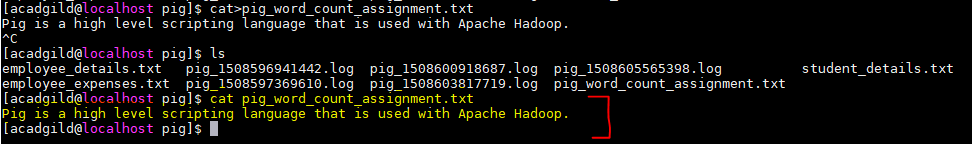 [acadgild@localhost pig]$ cat>pig_word_count_assignment.txt
Pig is a high level scripting language that is used with Apache Hadoop.
^C
[acadgild@localhost pig]$ ls
employee_details.txt   pig_1508596941442.log  pig_1508600918687.log  pig_1508605565398.log          student_details.txt
employee_expenses.txt  pig_1508597369610.log  pig_1508603817719.log  pig_word_count_assignment.txt
[acadgild@localhost pig]$ cat pig_word_count_assignment.txt
Pig is a high level scripting language that is used with Apache Hadoop.
[acadgild@localhost pig]$